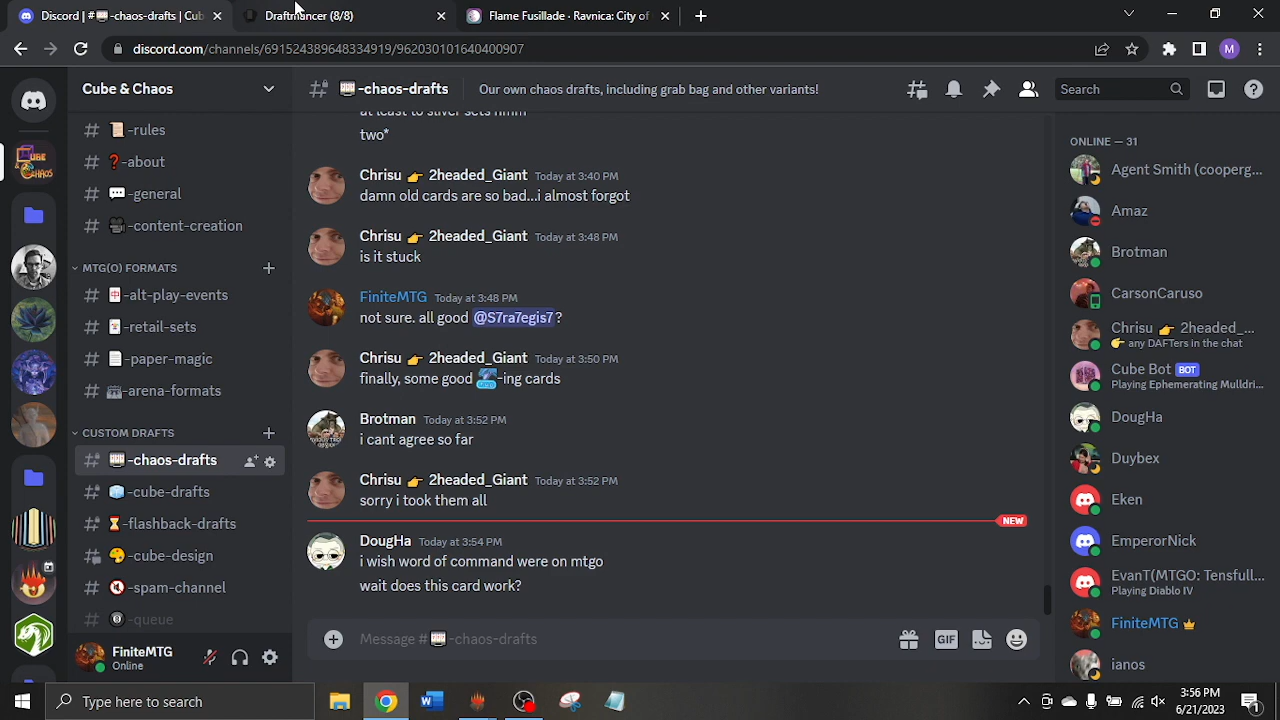 Discord | #🎴-chaos-drafts | Cub
Draftmancer (8/8)
Flame Fusillade · Ravnica: City of
discord.com/channels/691524389648334919/962030101640400907
M
Cube & Chaos
-chaos-drafts
Our own chaos drafts, including grab bag and other variants!
Search
-rules
-about
-general
-content-creation
MTG(O) FORMATS
-alt-play-events
-retail-sets
-paper-magic
-arena-formats
CUSTOM DRAFTS
-chaos-drafts
-cube-drafts
-flashback-drafts
-cube-design
-spam-channel
-queue
FiniteMTG
Online
at least to sliver sets hmm
two*
Chrisu 👉 2headed_Giant Today at 3:40 PM
damn old cards are so bad...i almost forgot
Chrisu 👉 2headed_Giant Today at 3:48 PM
is it stuck
FiniteMTG Today at 3:48 PM
not sure. all good @S7ra7egis7?
Chrisu 👉 2headed_Giant Today at 3:50 PM
finally, some good -ing cards
Brotman Today at 3:52 PM
i cant agree so far
Chrisu 👉 2headed_Giant Today at 3:52 PM
sorry i took them all
NEW
DougHa Today at 3:54 PM
i wish word of command were on mtgo
wait does this card work?
Message #🎴-chaos-drafts
GIF
ONLINE — 31
Agent Smith (cooperg...
Amaz
Brotman
CarsonCaruso
Chrisu 👉 2headed_...
👉 any DAFTers in the chat
Cube Bot BOT
Playing Ephemerating Mulldri...
DougHa
Duybex
Eken
EmperorNick
EvanT(MTGO: Tensfull...
Playing Diablo IV
FiniteMTG
ianos
Type here to search
3:56 PM
6/21/2023
1